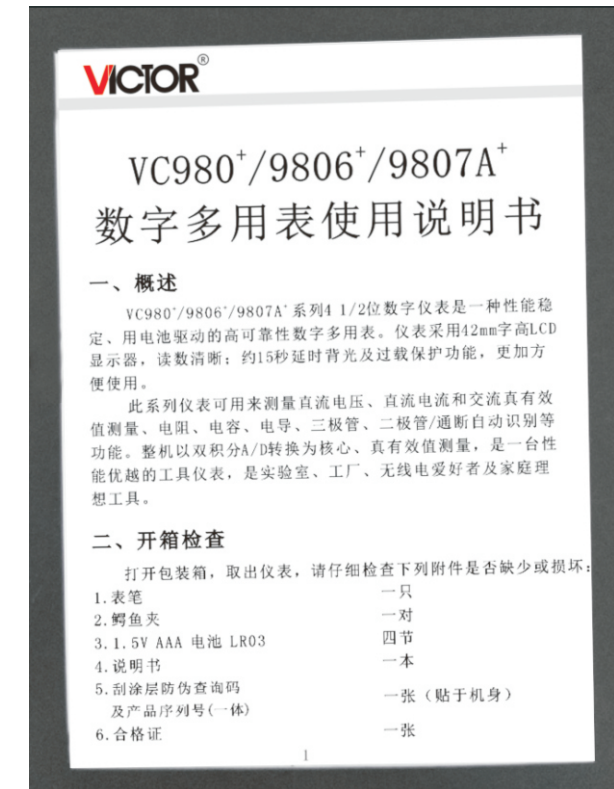 VICTOR®
VC980⁺/9806⁺/9807A⁺
数字多用表使用说明书
一、概述
VC980⁺/9806⁺/9807A⁺系列4 1/2位数字仪表是一种性能稳
定、用电池驱动的高可靠性数字多用表。仪表采用42mm字高LCD
显示器，读数清晰；约15秒延时背光及过载保护功能，更加方
便使用。
此系列仪表可用来测量直流电压、直流电流和交流真有效
值测量、电阻、电容、电导、三极管、二极管/通断自动识别等
功能。整机以双积分A/D转换为核心、真有效值测量，是一台性
能优越的工具仪表，是实验室、工厂、无线电爱好者及家庭理
想工具。
二、开箱检查
打开包装箱，取出仪表，请仔细检查下列附件是否缺少或损坏：
1.表笔 一只
2.鳄鱼夹 一对
3.1.5V AAA 电池 LR03 四节
4.说明书 一本
5.刮涂层防伪查询码
及产品序列号(一体) 一张（贴于机身）
6.合格证 一张
1